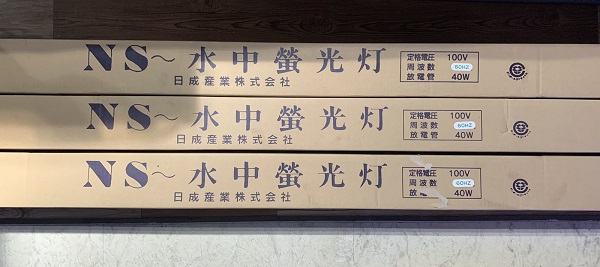 NS～水中螢光灯
日成産業株式会社
定格電圧 100V
周波数 60HZ
放電管 40W
NS～水中螢光灯
日成産業株式会社
定格電圧 100V
周波数 60HZ
放電管 40W
NS～水中螢光灯
日成産業株式会社
定格電圧 100V
周波数 60HZ
放 40W